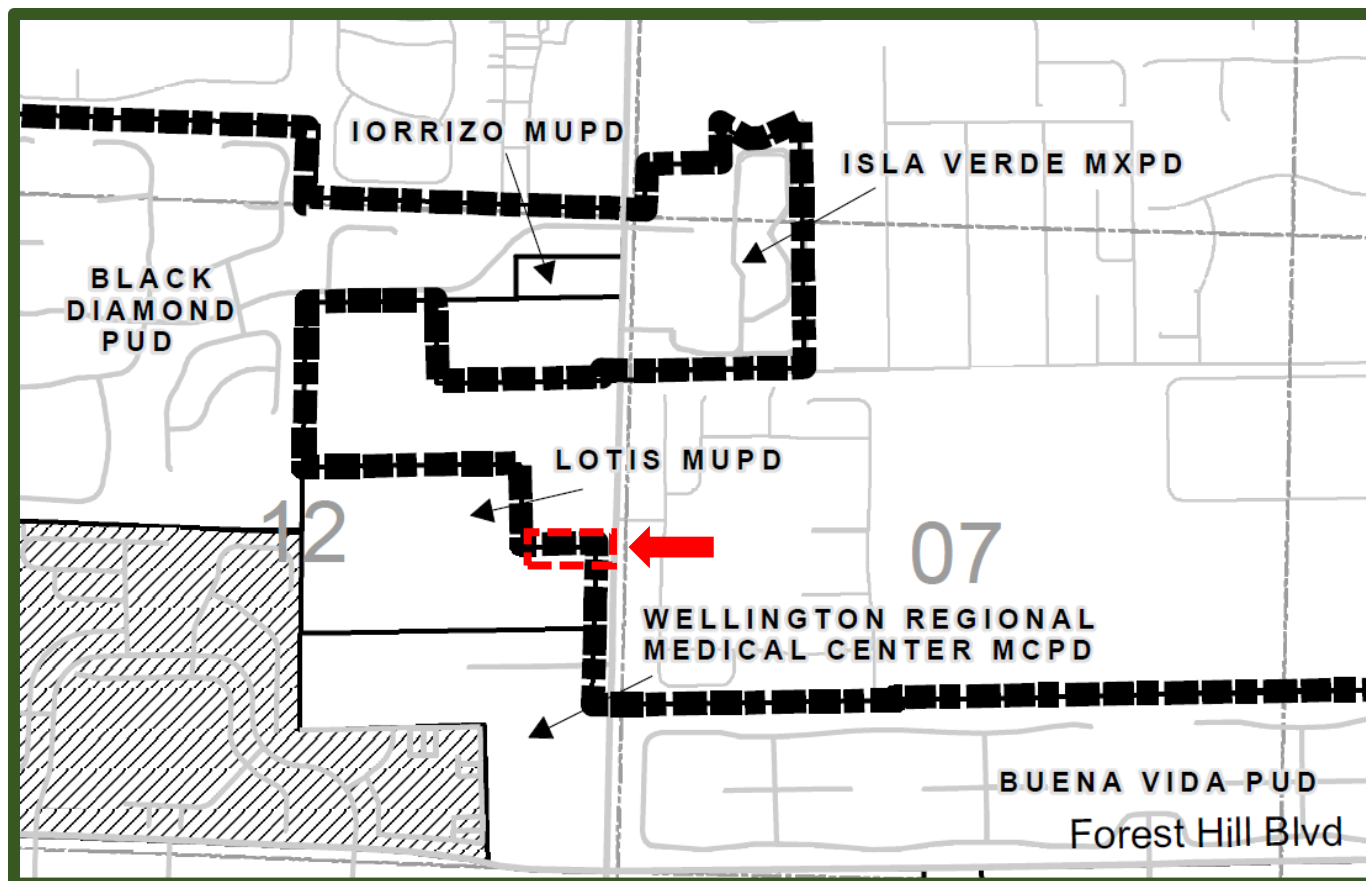 IORRIZO MUPD
ISLA VERDE MXPD
BLACK
DIAMOND
PUD
LOTIS MUPD
12
07
WELLINGTON REGIONAL
MEDICAL CENTER MCPD
BUENA VIDA PUD
Forest Hill Blvd